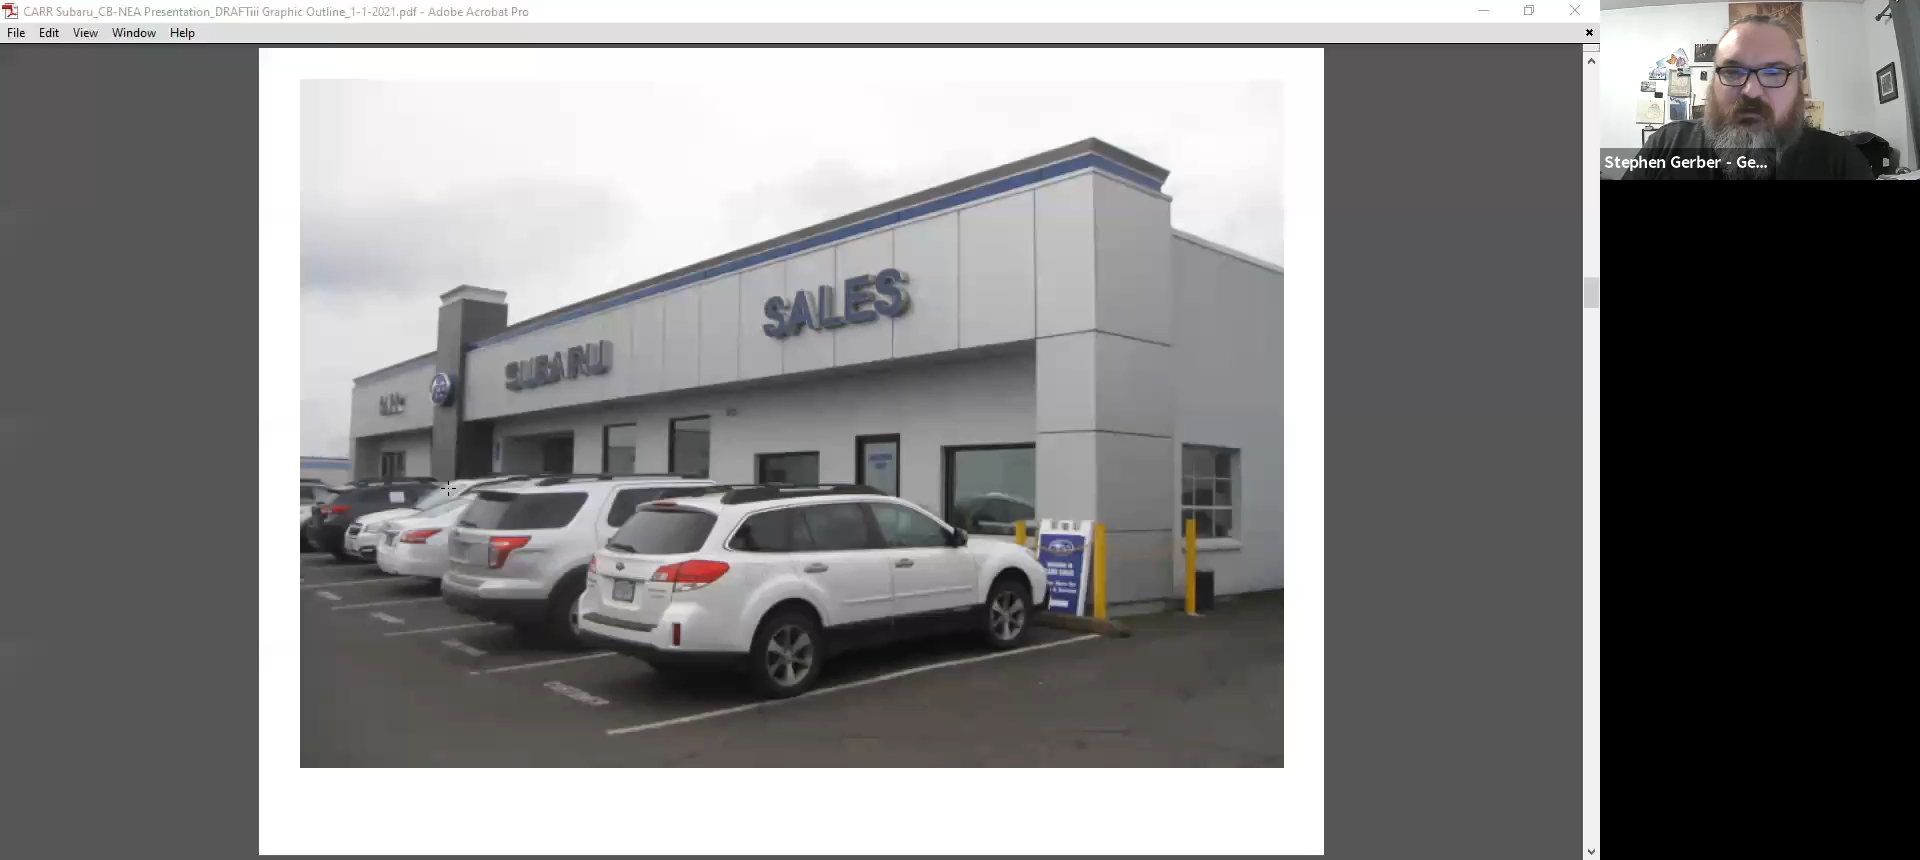 CARR Subaru_CB-NEA Presentation_DRAFTiii Graphic Outline_1-1-2021.pdf - Adobe Acrobat Pro
File Edit View Window Help
Stephen Gerber - Ge...
SALES
SUBARU